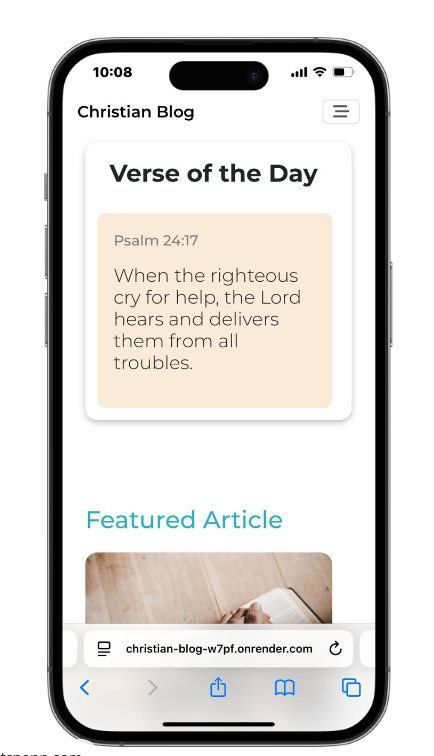 10:08
Christian Blog
Verse of the Day
Psalm 24:17
When the righteous
cry for help, the Lord
hears and delivers
them from all
troubles.
Featured Article
christian-blog-w7pf.onrender.com